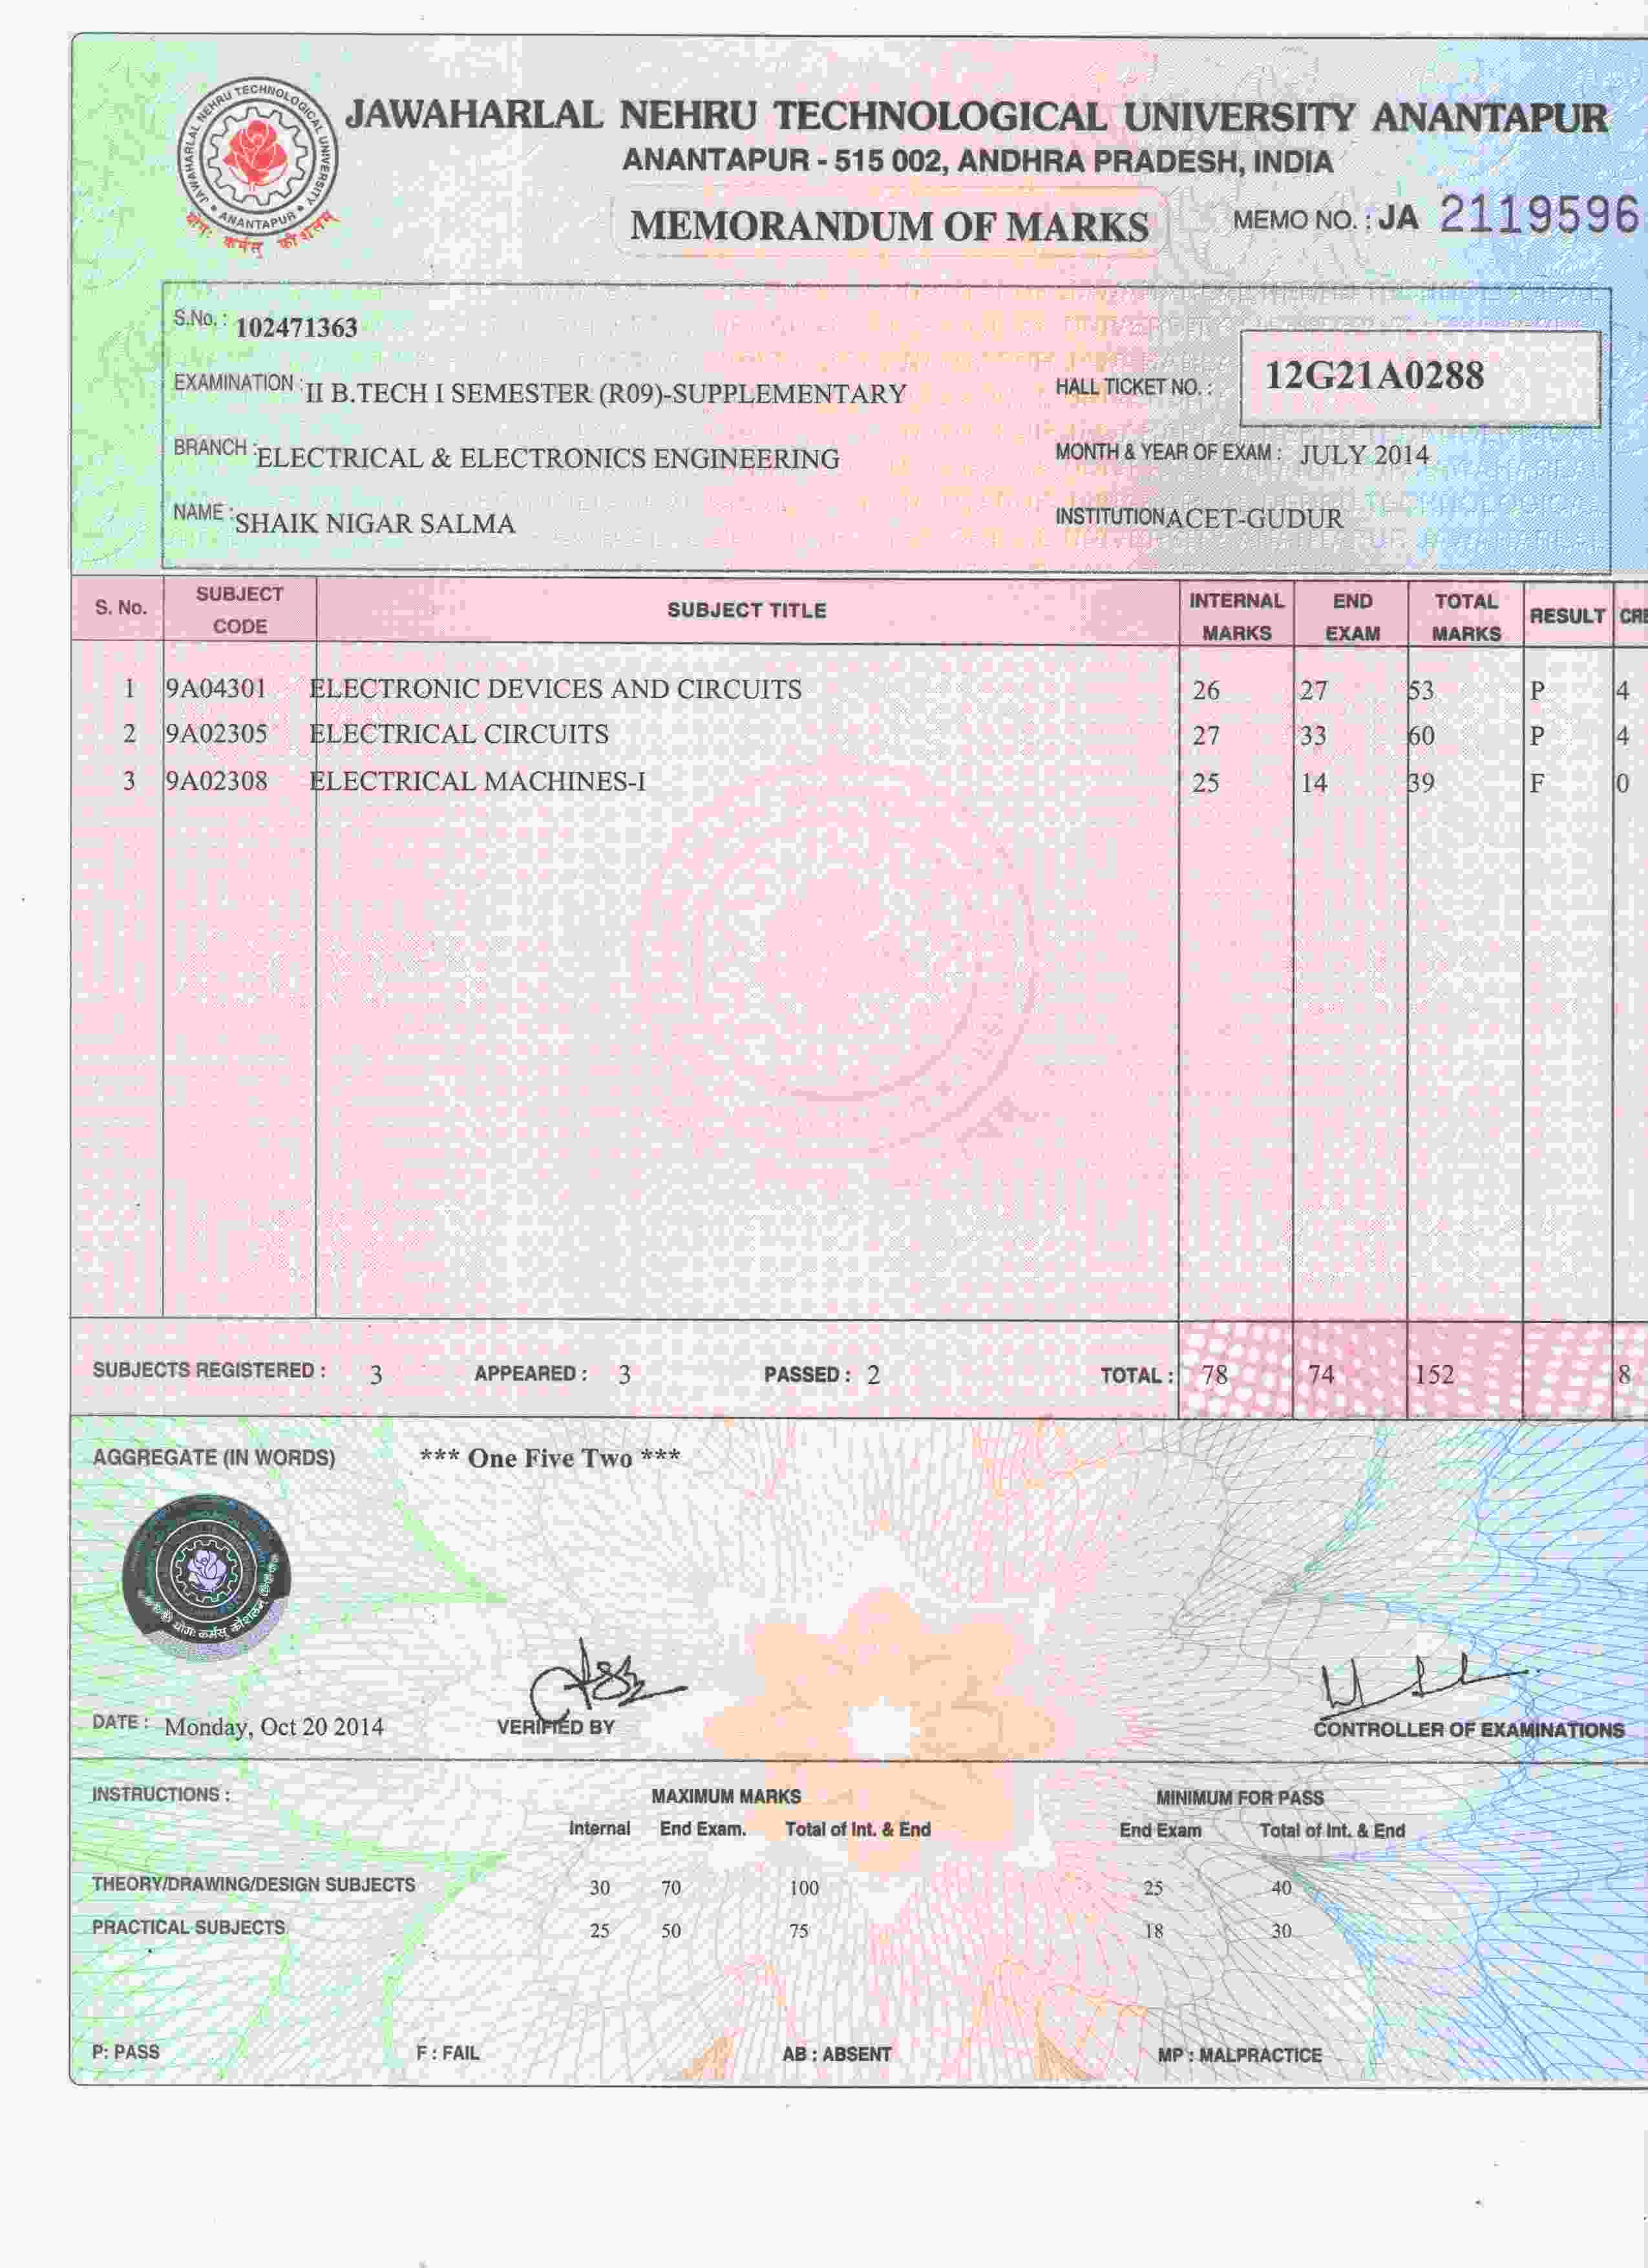 JAWAHARLAL NEHRU TECHNOLOGICAL UNIVERSITY
ANANTAPUR
JAWAHARLAL NEHRU TECHNOLOGICAL UNIVERSITY ANANTAPUR
ANANTAPUR - 515 002, ANDHRA PRADESH, INDIA
MEMORANDUM OF MARKS MEMO NO. : JA 2119596
S.No. : 102471363
EXAMINATION : II B.TECH I SEMESTER (R09)-SUPPLEMENTARY HALL TICKET NO. : 12G21A0288
BRANCH : ELECTRICAL & ELECTRONICS ENGINEERING MONTH & YEAR OF EXAM : JULY 2014
NAME : SHAIK NIGAR SALMA INSTITUTION ACET-GUDUR
S. No. SUBJECT CODE SUBJECT TITLE INTERNAL MARKS END EXAM TOTAL MARKS RESULT CRE
1 9A04301 ELECTRONIC DEVICES AND CIRCUITS 26 27 53 P 4
2 9A02305 ELECTRICAL CIRCUITS 27 33 60 P 4
3 9A02308 ELECTRICAL MACHINES-I 25 14 39 F 0
SUBJECTS REGISTERED : 3 APPEARED : 3 PASSED : 2 TOTAL : 78 74 152 8
AGGREGATE (IN WORDS) *** One Five Two ***
DATE : Monday, Oct 20 2014 VERIFIED BY CONTROLLER OF EXAMINATIONS
INSTRUCTIONS : MAXIMUM MARKS MINIMUM FOR PASS
Internal End Exam. Total of Int. & End End Exam Total of Int. & End
THEORY/DRAWING/DESIGN SUBJECTS 30 70 100 25 40
PRACTICAL SUBJECTS 25 50 75 18 30
P: PASS F : FAIL AB : ABSENT MP : MALPRACTICE